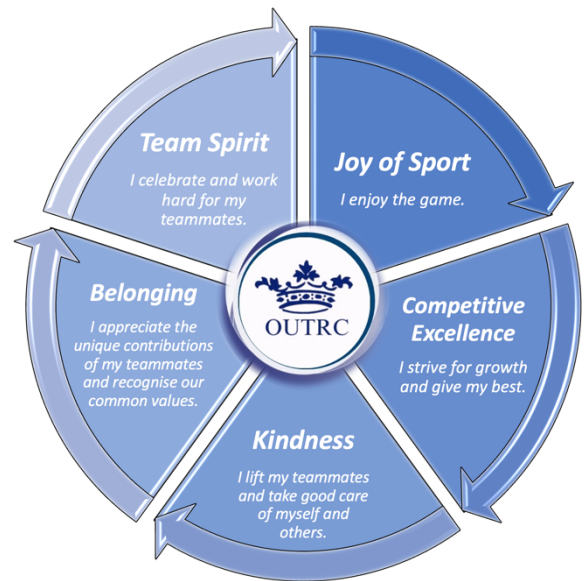 Team Spirit
I celebrate and work
hard for my
teammates.
Joy of Sport
I enjoy the game.
Competitive
Excellence
I strive for growth
and give my best.
Kindness
I lift my teammates
and take good care
of myself and
others.
Belonging
I appreciate the
unique contributions
of my teammates
and recognise our
common values.
OUTRC